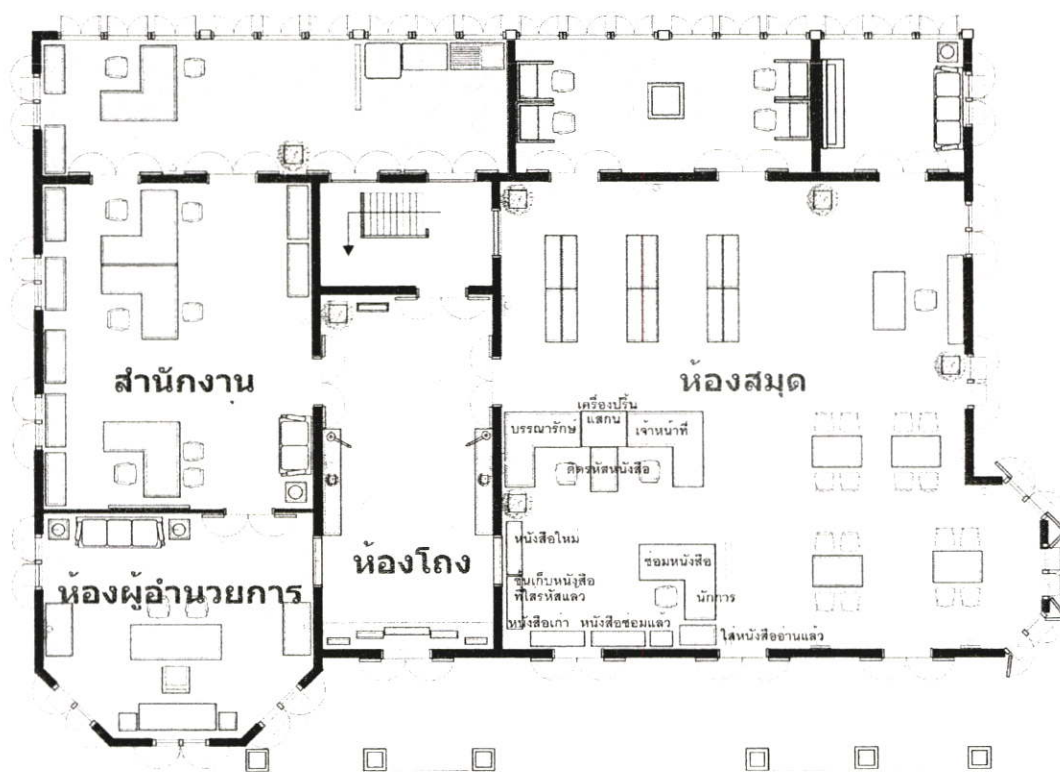 สำนักงาน
ห้องสมุด
เครื่องปริ้น
บรรณารักษ์
แสกน
เจ้าหน้าที่
ติดรหัสหนังสือ
หนังสือใหม่
ห้องโถง
ซ่อมหนังสือ
ห้องผู้อำนวยการ
ชั้นเก็บหนังสือ
ที่ใส่รหัสแล้ว
นักการ
หนังสือเก่า
หนังสือซ่อมแล้ว
ใส่หนังสืออ่านแล้ว